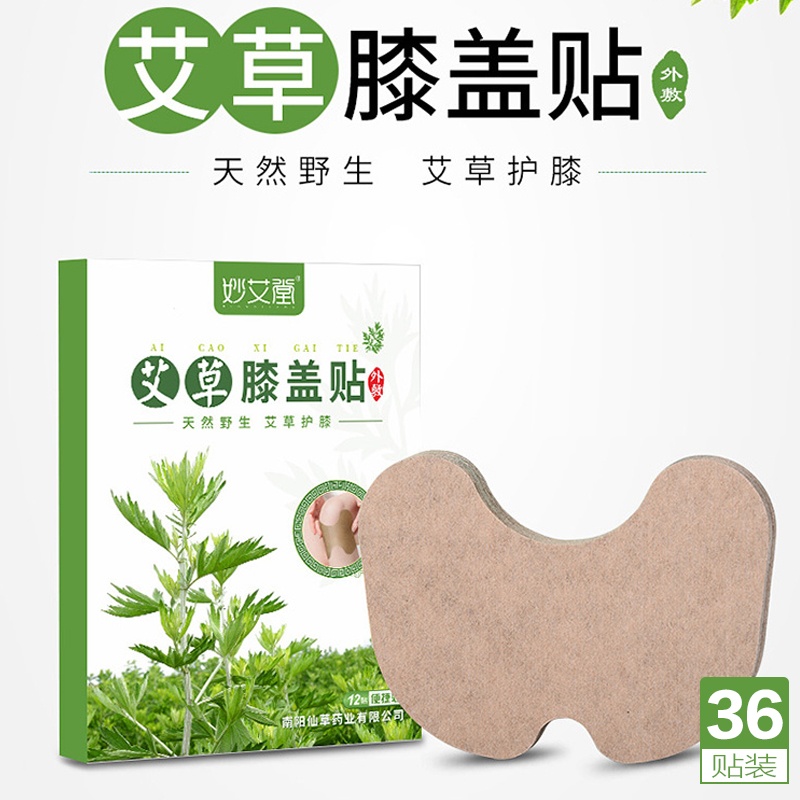 艾草膝盖贴
外敷
天然野生 艾草护膝
妙艾堂
AI CAO XI GAI TIE
艾草膝盖贴
外敷
天然野生 艾草护膝
12贴
南阳仙草药业有限公司
36
贴装